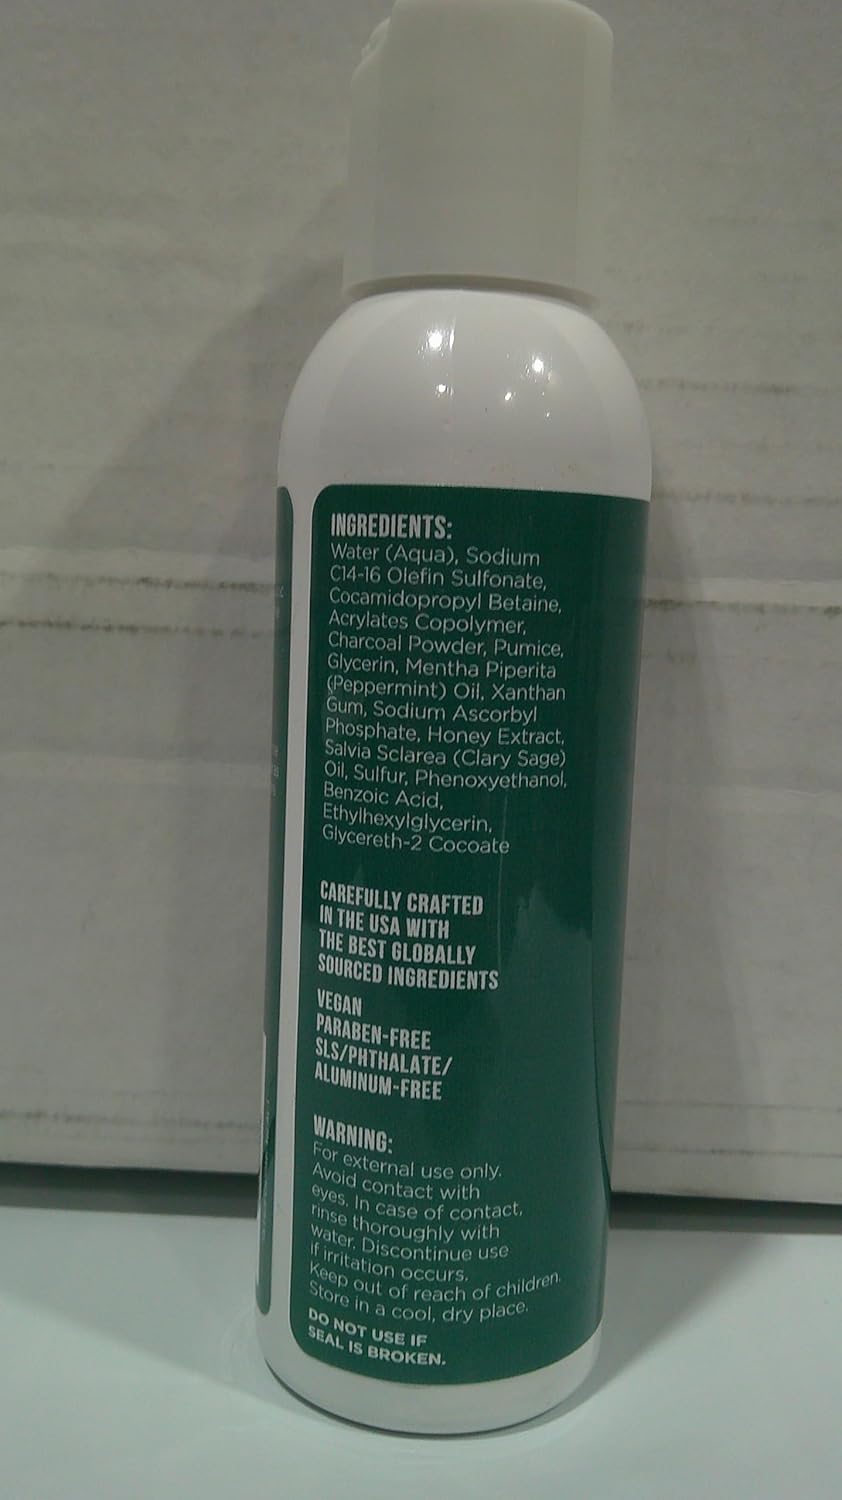 INGREDIENTS:
Water (Aqua), Sodium
C14-16 Olefin Sulfonate,
Cocamidopropyl Betaine,
Acrylates Copolymer,
Charcoal Powder, Pumice,
Glycerin, Mentha Piperita
(Peppermint) Oil, Xanthan
Gum, Sodium Ascorbyl
Phosphate, Honey Extract,
Salvia Sclarea (Clary Sage)
Oil, Sulfur, Phenoxyethanol,
Benzoic Acid,
Ethylhexylglycerin,
Glycereth-2 Cocoate
CAREFULLY CRAFTED
IN THE USA WITH
THE BEST GLOBALLY
SOURCED INGREDIENTS
VEGAN
PARABEN-FREE
SLS/PHTHALATE/
ALUMINUM-FREE
WARNING:
For external use only.
Avoid contact with
eyes. In case of contact,
rinse thoroughly with
water. Discontinue use
if irritation occurs.
Keep out of reach of children.
Store in a cool, dry place.
DO NOT USE IF
SEAL IS BROKEN.